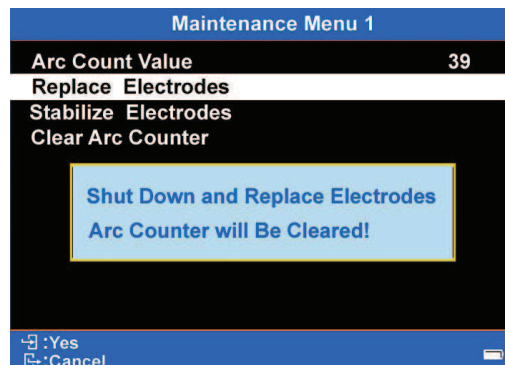 Maintenance Menu 1
Arc Count Value 39
Replace Electrodes
Stabilize Electrodes
Clear Arc Counter
Shut Down and Replace Electrodes
Arc Counter will Be Cleared!
:Yes
:Cancel